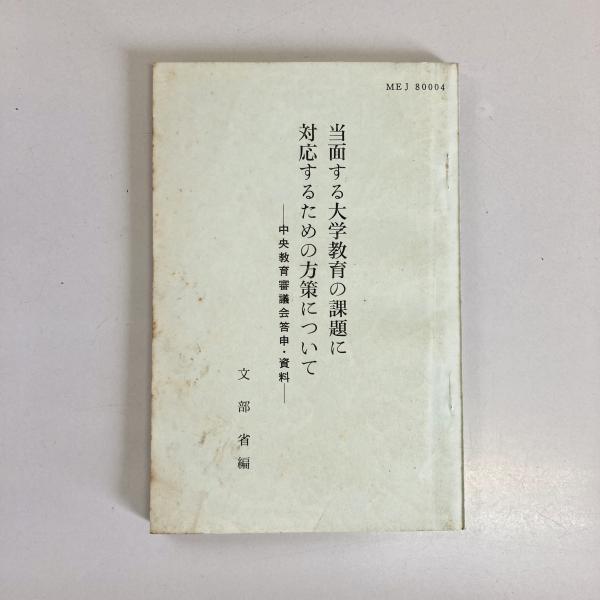 MEJ 80004
当面する大学教育の課題に
対応するための方策について
―中央教育審議会答申・資料―
文部省編